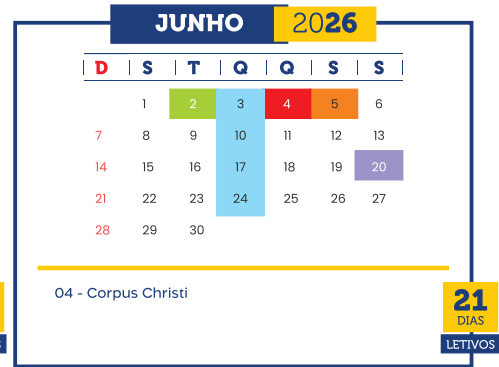 JUNHO 2026
D S T Q Q S S
1 2 3 4 5 6
7 8 9 10 11 12 13
14 15 16 17 18 19 20
21 22 23 24 25 26 27
28 29 30
04 - Corpus Christi
21
DIAS
LETIVOS